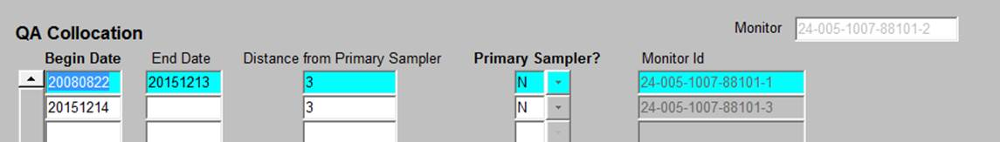 Monitor 24-005-1007-88101-2
QA Collocation
Begin Date End Date Distance from Primary Sampler Primary Sampler? Monitor Id
20080822 20151213 3 N 24-005-1007-88101-1
20151214 3 N 24-005-1007-88101-3